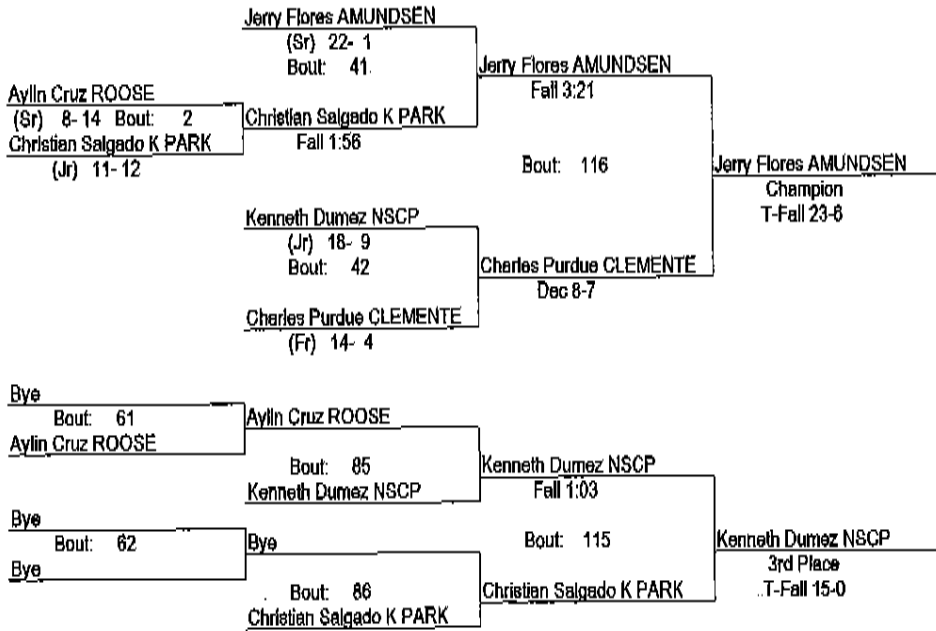 Jerry Flores AMUNDSEN
(Sr) 22- 1
Bout: 41
Jerry Flores AMUNDSEN
Fall 3:21
Aylin Cruz ROOSE
(Sr) 8- 14 Bout: 2
Christian Salgado K PARK
(Jr) 11- 12
Christian Salgado K PARK
Fall 1:56
Bout: 116
Jerry Flores AMUNDSEN
Champion
T-Fall 23-6
Kenneth Dumez NSCP
(Jr) 18- 9
Bout: 42
Charles Purdue CLEMENTE
Dec 8-7
Charles Purdue CLEMENTE
(Fr) 14- 4
Bye
Bout: 61
Aylin Cruz ROOSE
Aylin Cruz ROOSE
Bout: 85
Kenneth Dumez NSCP
Kenneth Dumez NSCP
Fall 1:03
Bye
Bout: 62
Bye
Bye
Bout: 86
Christian Salgado K PARK
Bout: 115
Christian Salgado K PARK
Kenneth Dumez NSCP
3rd Place
T-Fall 15-0